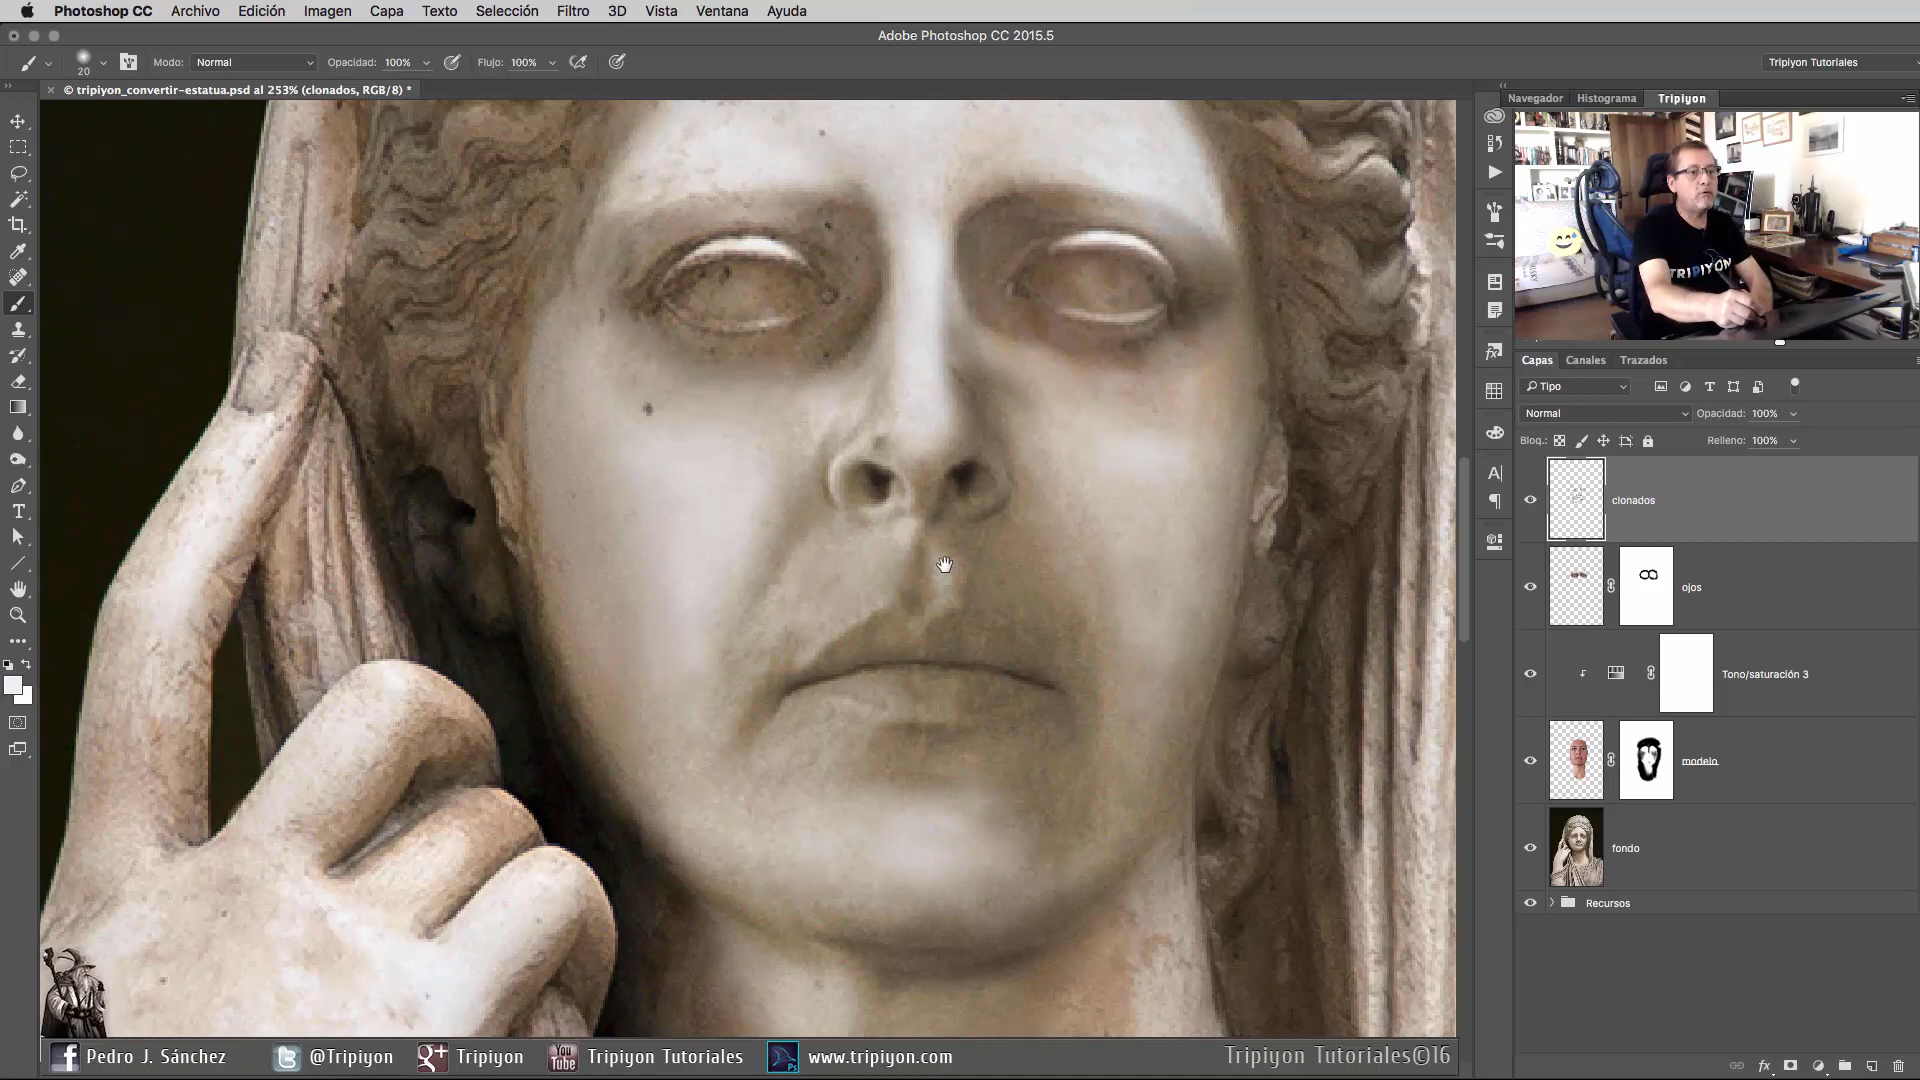 Photoshop CC Archivo Edición Imagen Capa Texto Selección Filtro 3D Vista Ventana Ayuda
Adobe Photoshop CC 2015.5
20 Modo: Normal Opacidad: 100% Flujo: 100% Tripiyon Tutoriales
© tripiyon_convertir-estatua.psd al 253% (clonados, RGB/8) *
Navegador Histograma Tripiyon
TRIPIYON
Capas Canales Trazados
Tipo
Normal Opacidad: 100%
Bloq.: Relleno: 100%
clonados
ojos
Tono/saturación 3
modelo
fondo
Recursos
Pedro J. Sánchez @Tripiyon Tripiyon Tripiyon Tutoriales www.tripiyon.com Tripiyon Tutoriales©16